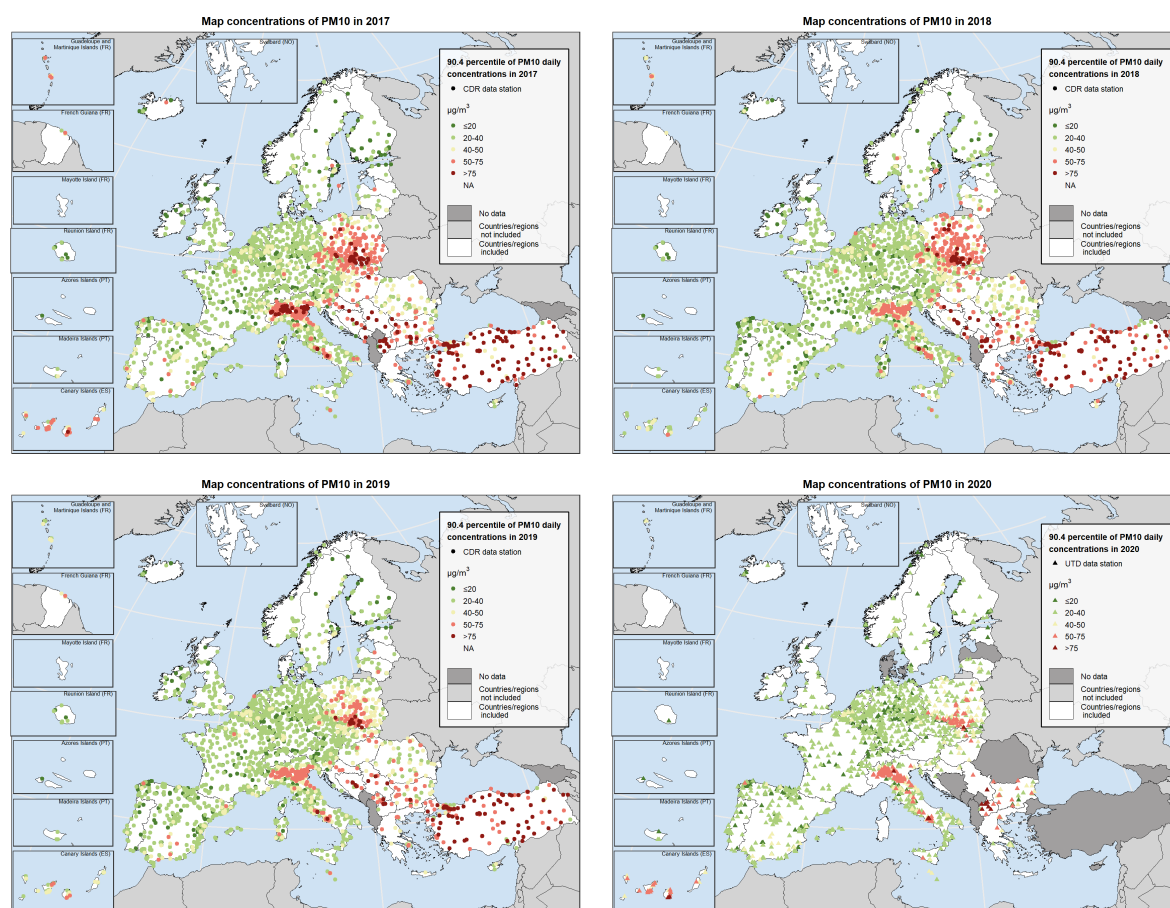 Map concentrations of PM10 in 2017
Guadeloupe and
Martinique Islands (FR)
Svalbard (NO)
90.4 percentile of PM10 daily
concentrations in 2017
CDR data station
µg/m3
≤20
20-40
40-50
50-75
>75
NA
No data
Countries/regions
not included
Countries/regions
included
French Guiana (FR)
Mayotte Island (FR)
Reunion Island (FR)
Azores Islands (PT)
Madeira Islands (PT)
Canary Islands (ES)
Map concentrations of PM10 in 2018
Guadeloupe and
Martinique Islands (FR)
Svalbard (NO)
90.4 percentile of PM10 daily
concentrations in 2018
CDR data station
µg/m3
≤20
20-40
40-50
50-75
>75
NA
No data
Countries/regions
not included
Countries/regions
included
French Guiana (FR)
Mayotte Island (FR)
Reunion Island (FR)
Azores Islands (PT)
Madeira Islands (PT)
Canary Islands (ES)
Map concentrations of PM10 in 2019
Guadeloupe and
Martinique Islands (FR)
Svalbard (NO)
90.4 percentile of PM10 daily
concentrations in 2019
CDR data station
µg/m3
≤20
20-40
40-50
50-75
>75
NA
No data
Countries/regions
not included
Countries/regions
included
French Guiana (FR)
Mayotte Island (FR)
Reunion Island (FR)
Azores Islands (PT)
Madeira Islands (PT)
Canary Islands (ES)
Map concentrations of PM10 in 2020
Guadeloupe and
Martinique Islands (FR)
Svalbard (NO)
90.4 percentile of PM10 daily
concentrations in 2020
UTD data station
µg/m3
≤20
20-40
40-50
50-75
>75
No data
Countries/regions
not included
Countries/regions
included
French Guiana (FR)
Mayotte Island (FR)
Reunion Island (FR)
Azores Islands (PT)
Madeira Islands (PT)
Canary Islands (ES)